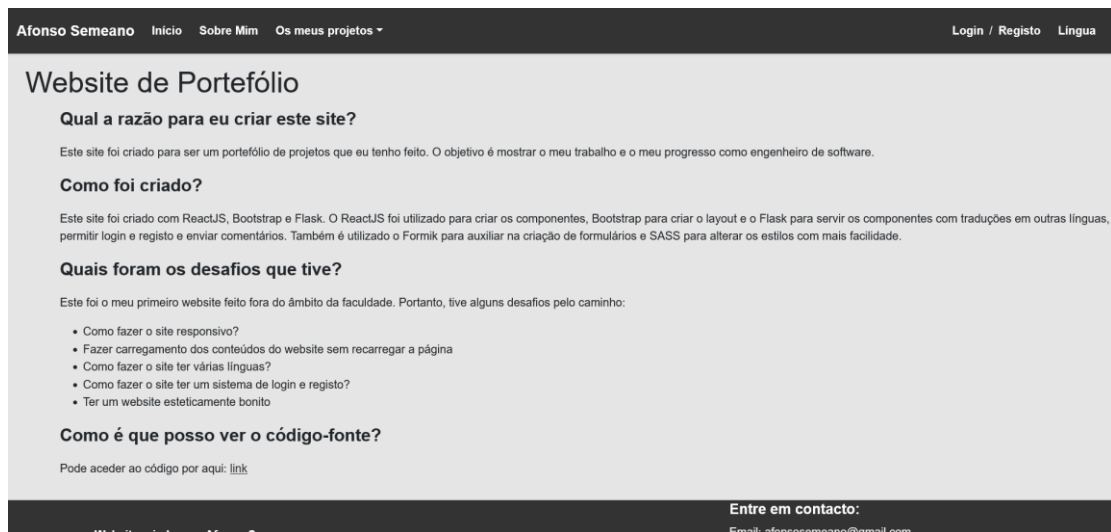 Afonso Semeano Início Sobre Mim Os meus projetos Login / Registo Língua
Website de Portefólio
Qual a razão para eu criar este site?
Este site foi criado para ser um portefólio de projetos que eu tenho feito. O objetivo é mostrar o meu trabalho e o meu progresso como engenheiro de software.
Como foi criado?
Este site foi criado com ReactJS, Bootstrap e Flask. O ReactJS foi utilizado para criar os componentes, Bootstrap para criar o layout e o Flask para servir os componentes com traduções em outras línguas,
permitir login e registo e enviar comentários. Também é utilizado o Formik para auxiliar na criação de formulários e SASS para alterar os estilos com mais facilidade.
Quais foram os desafios que tive?
Este foi o meu primeiro website feito fora do âmbito da faculdade. Portanto, tive alguns desafios pelo caminho:
• Como fazer o site responsivo?
• Fazer carregamento dos conteúdos do website sem recarregar a página
• Como fazer o site ter várias línguas?
• Como fazer o site ter um sistema de login e registo?
• Ter um website esteticamente bonito
Como é que posso ver o código-fonte?
Pode aceder ao código por aqui: link
Entre em contacto:
Email: afonsosemeano@gmail.com